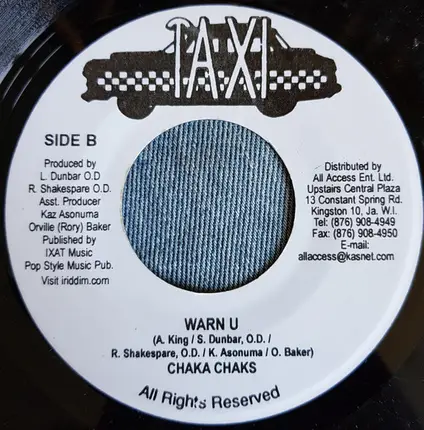 TAXI
SIDE B
Produced by
L. Dunbar O.D
R. Shakespeare O.D.
Asst. Producer
Kaz Asonuma
Orville (Rory) Baker
Published by
IXAT Music
Pop Style Music Pub.
Visit iriddim.com
Distributed by
All Access Ent. Ltd.
Upstairs Central Plaza
13 Constant Spring Rd.
Kingston 10, Ja. W.I.
Tel: (876) 908-4949
Fax: (876) 908-4950
E-mail:
allaccess@kasnet.com
WARN U
(A. King / S. Dunbar, O.D. /
R. Shakespare, O.D. / K. Asonuma / O. Baker)
CHAKA CHAKS
All Rights Reserved